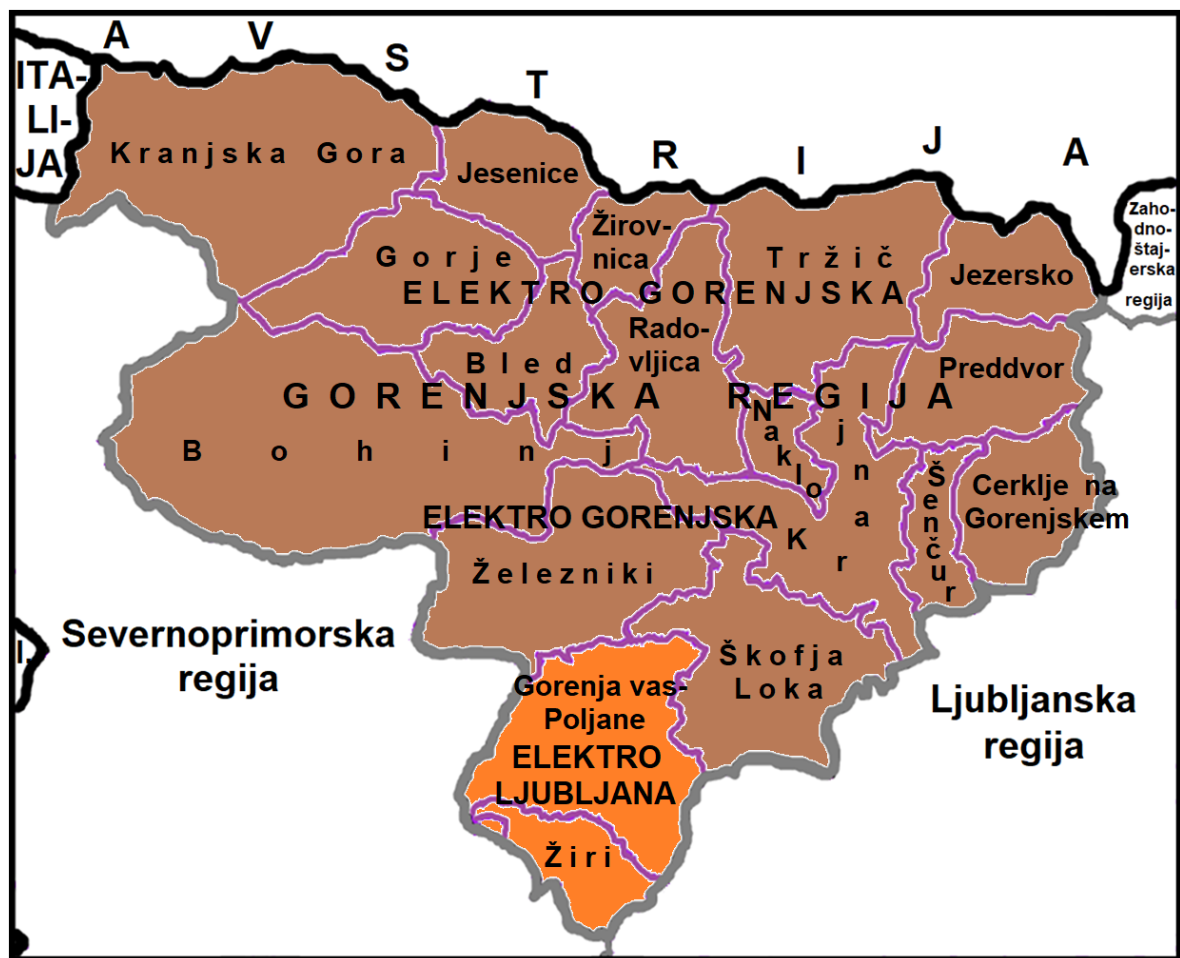 A V S T R I J A
ITA-
LI-
JA
Kranjska Gora
Jesenice
Žirov-
nica
Tržič
Jezersko
Zaho-
dno-
štaj-
erska
regija
Gorje
ELEKTRO GORENJSKA
Rado-
vljica
Bled
Preddvor
GORENJSKA REGIJA
Bohinj
Naklo
Kranj
Šenčur
Cerklje na
Gorenjskem
ELEKTRO GORENJSKA
Železniki
Severnoprimorska
regija
I.
Škofja
Loka
Gorenja vas-
Poljane
ELEKTRO
LJUBLJANA
Ljubljanska
regija
Žiri